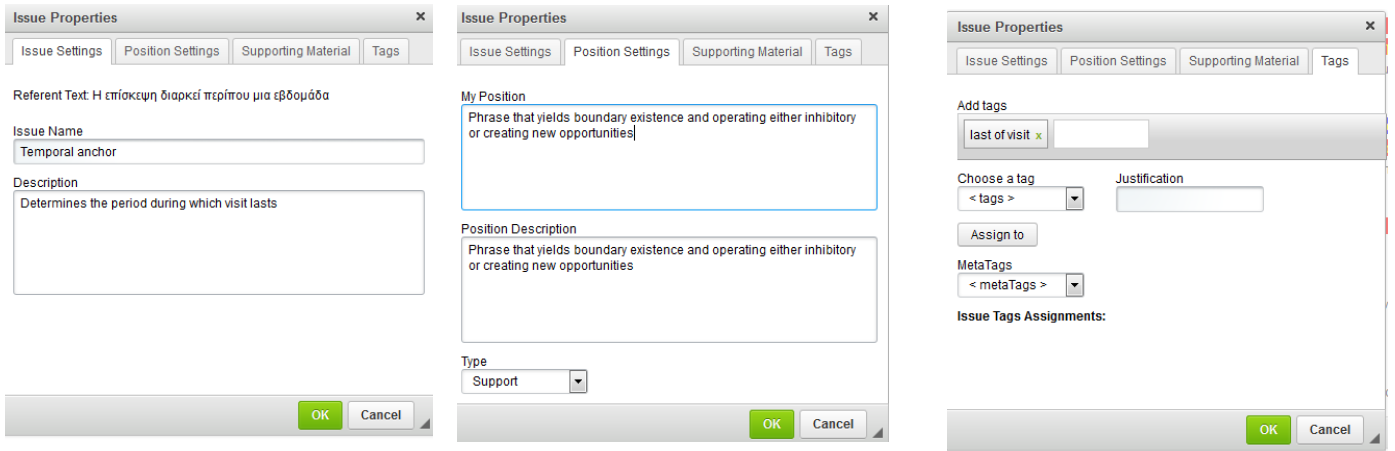 Issue Properties ×
Issue Settings Position Settings Supporting Material Tags
Referent Text: Η επίσκεψη διαρκεί περίπου μια εβδομάδα
Issue Name
Temporal anchor
Description
Determines the period during which visit lasts
OK Cancel
Issue Properties ×
Issue Settings Position Settings Supporting Material Tags
My Position
Phrase that yields boundary existence and operating either inhibitory
or creating new opportunities
Position Description
Phrase that yields boundary existence and operating either inhibitory
or creating new opportunities
Type
Support
OK Cancel
Issue Properties ×
Issue Settings Position Settings Supporting Material Tags
Add tags
last of visit x
Choose a tag Justification
< tags >
Assign to
MetaTags
< metaTags >
Issue Tags Assignments:
OK Cancel